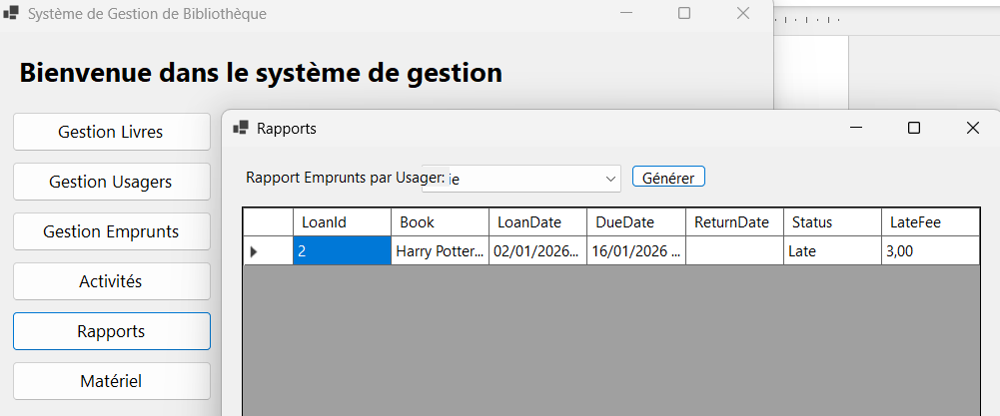 Système de Gestion de Bibliothèque
Bienvenue dans le système de gestion
Gestion Livres
Gestion Usagers
Gestion Emprunts
Activités
Rapports
Matériel
Rapports
Rapport Emprunts par Usager:
Générer
LoanId Book LoanDate DueDate ReturnDate Status LateFee
2 Harry Potter... 02/01/2026... 16/01/2026 ... Late 3,00